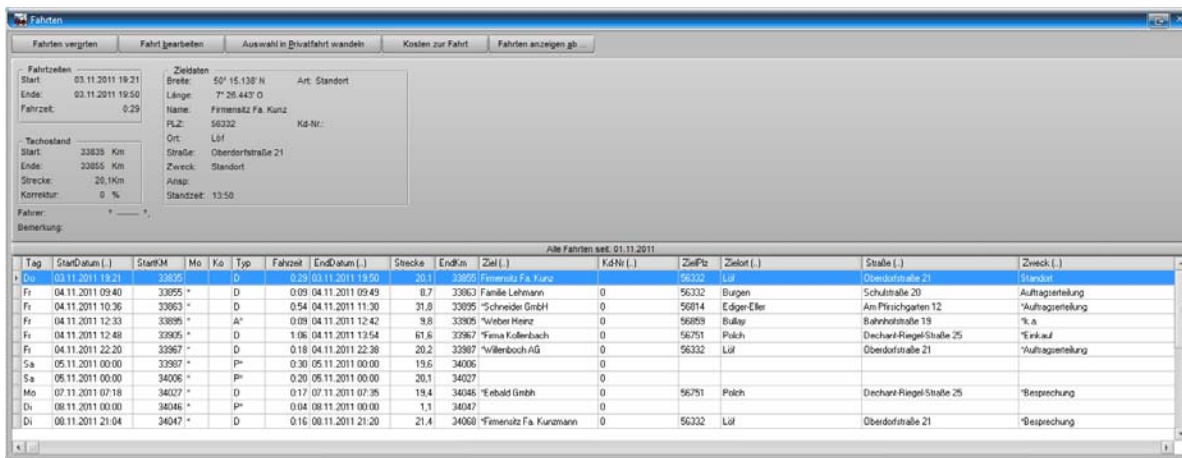 Fahrten
Fahrten verorten Fahrt bearbeiten Auswahl in Privatfahrt wandeln Kosten zur Fahrt Fahrten anzeigen ab ...
Fahrtzeiten
Start: 03.11.2011 19:21
Ende: 03.11.2011 19:50
Fahrzeit: 0:29
Tachostand
Start: 33835 Km
Ende: 33855 Km
Strecke: 20,1Km
Korrektur: 0 %
Fahrer: * ------ *,
Bemerkung:
Zieldaten
Breite: 50° 15.138' N Art: Standort
Länge: 7° 26.443' O
Name: Firmensitz Fa. Kunz
PLZ: 56332 Kd-Nr.:
Ort: Löf
Straße: Oberdorfstraße 21
Zweck: Standort
Ansp:
Standzeit: 13:50
Alle Fahrten seit: 01.11.2011
Tag StartDatum (..) StartKM Mo Ko Typ Fahrzeit EndDatum (..) Strecke EndKm Ziel (..) Kd-Nr (..) ZielPlz Zielort (..) Straße (..) Zweck (..)
Do 03.11.2011 19:21 33835 D 0:29 03.11.2011 19:50 20,1 33855 Firmensitz Fa. Kunz 56332 Löf Oberdorfstraße 21 Standort
Fr 04.11.2011 09:40 33855 * D 0:09 04.11.2011 09:49 8,7 33863 Familie Lehmann 0 56332 Burgen Schulstraße 20 Auftragserteilung
Fr 04.11.2011 10:36 33863 * D 0:54 04.11.2011 11:30 31,8 33895 *Schneider GmbH 0 56814 Ediger-Eller Am Pfirsichgarten 12 *Auftragserteilung
Fr 04.11.2011 12:33 33895 * A* 0:09 04.11.2011 12:42 9,8 33905 *Weber Heinz 0 56859 Bullay Bahnhofstraße 19 *k.a.
Fr 04.11.2011 12:48 33905 * D 1:06 04.11.2011 13:54 61,6 33967 *Firma Kollenbach 0 56751 Polch Dechant-Riegel-Straße 25 *Einkauf
Fr 04.11.2011 22:20 33967 * D 0:18 04.11.2011 22:38 20,2 33987 *Willenboch AG 0 56332 Löf Oberdorfstraße 21 *Auftragserteilung
Sa 05.11.2011 00:00 33987 * P* 0:30 05.11.2011 00:00 19,6 34006 0
Sa 05.11.2011 00:00 34006 * P* 0:20 05.11.2011 00:00 20,1 34027 0
Mo 07.11.2011 07:18 34027 * D 0:17 07.11.2011 07:35 19,4 34046 *Eebald Gmbh 0 56751 Polch Dechant-Riegel-Straße 25 *Besprechung
Di 08.11.2011 00:00 34046 * P* 0:04 08.11.2011 00:00 1,1 34047 0
Di 08.11.2011 21:04 34047 * D 0:16 08.11.2011 21:20 21,4 34068 *Firmensitz Fa. Kunzmann 0 56332 Löf Oberdorfstraße 21 *Besprechung